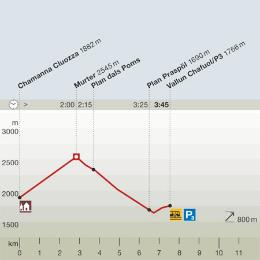 Chamanna Cluozza 1882 m
Murter 2545 m
Plan dals Poms
Plan Praspöl 1690 m
Vallun Chafuol/P3 1766 m
> 2:00 2:15 3:25 3:45
m
3000
2500
2000
1500
800 m
P3
km 0 1 2 3 4 5 6 7 8 9 10 11